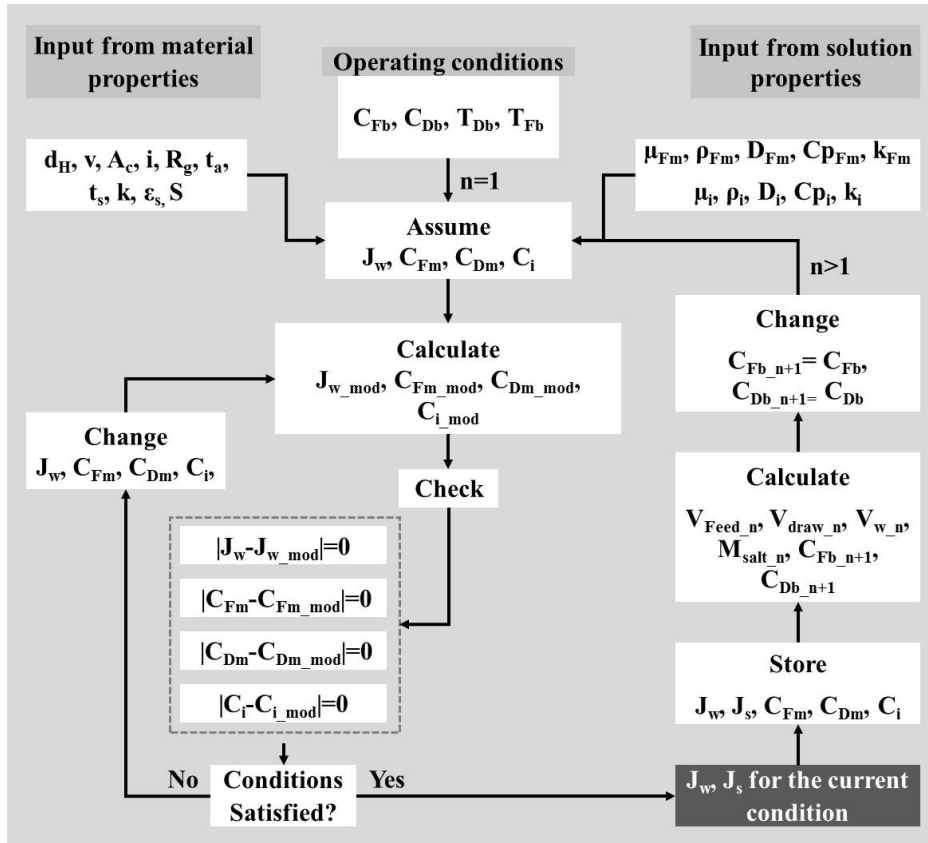 Input from material
properties
Operating conditions
Input from solution
properties
C_Fb, C_Db, T_Db, T_Fb
d_H, v, A_c, i, R_g, t_a,
t_s, k, ε_s, S
μ_Fm, ρ_Fm, D_Fm, Cp_Fm, k_Fm
μ_i, ρ_i, D_i, Cp_i, k_i
n=1
Assume
J_w, C_Fm, C_Dm, C_i
n>1
Calculate
J_w_mod, C_Fm_mod, C_Dm_mod,
C_i_mod
Change
C_Fb_n+1= C_Fb,
C_Db_n+1= C_Db
Change
J_w, C_Fm, C_Dm, C_i,
Check
Calculate
V_Feed_n, V_draw_n, V_w_n,
M_salt_n, C_Fb_n+1,
C_Db_n+1
|J_w-J_w_mod|=0
|C_Fm-C_Fm_mod|=0
|C_Dm-C_Dm_mod|=0
|C_i-C_i_mod|=0
Store
J_w, J_s, C_Fm, C_Dm, C_i
No
Conditions
Satisfied?
Yes
J_w, J_s for the current
condition